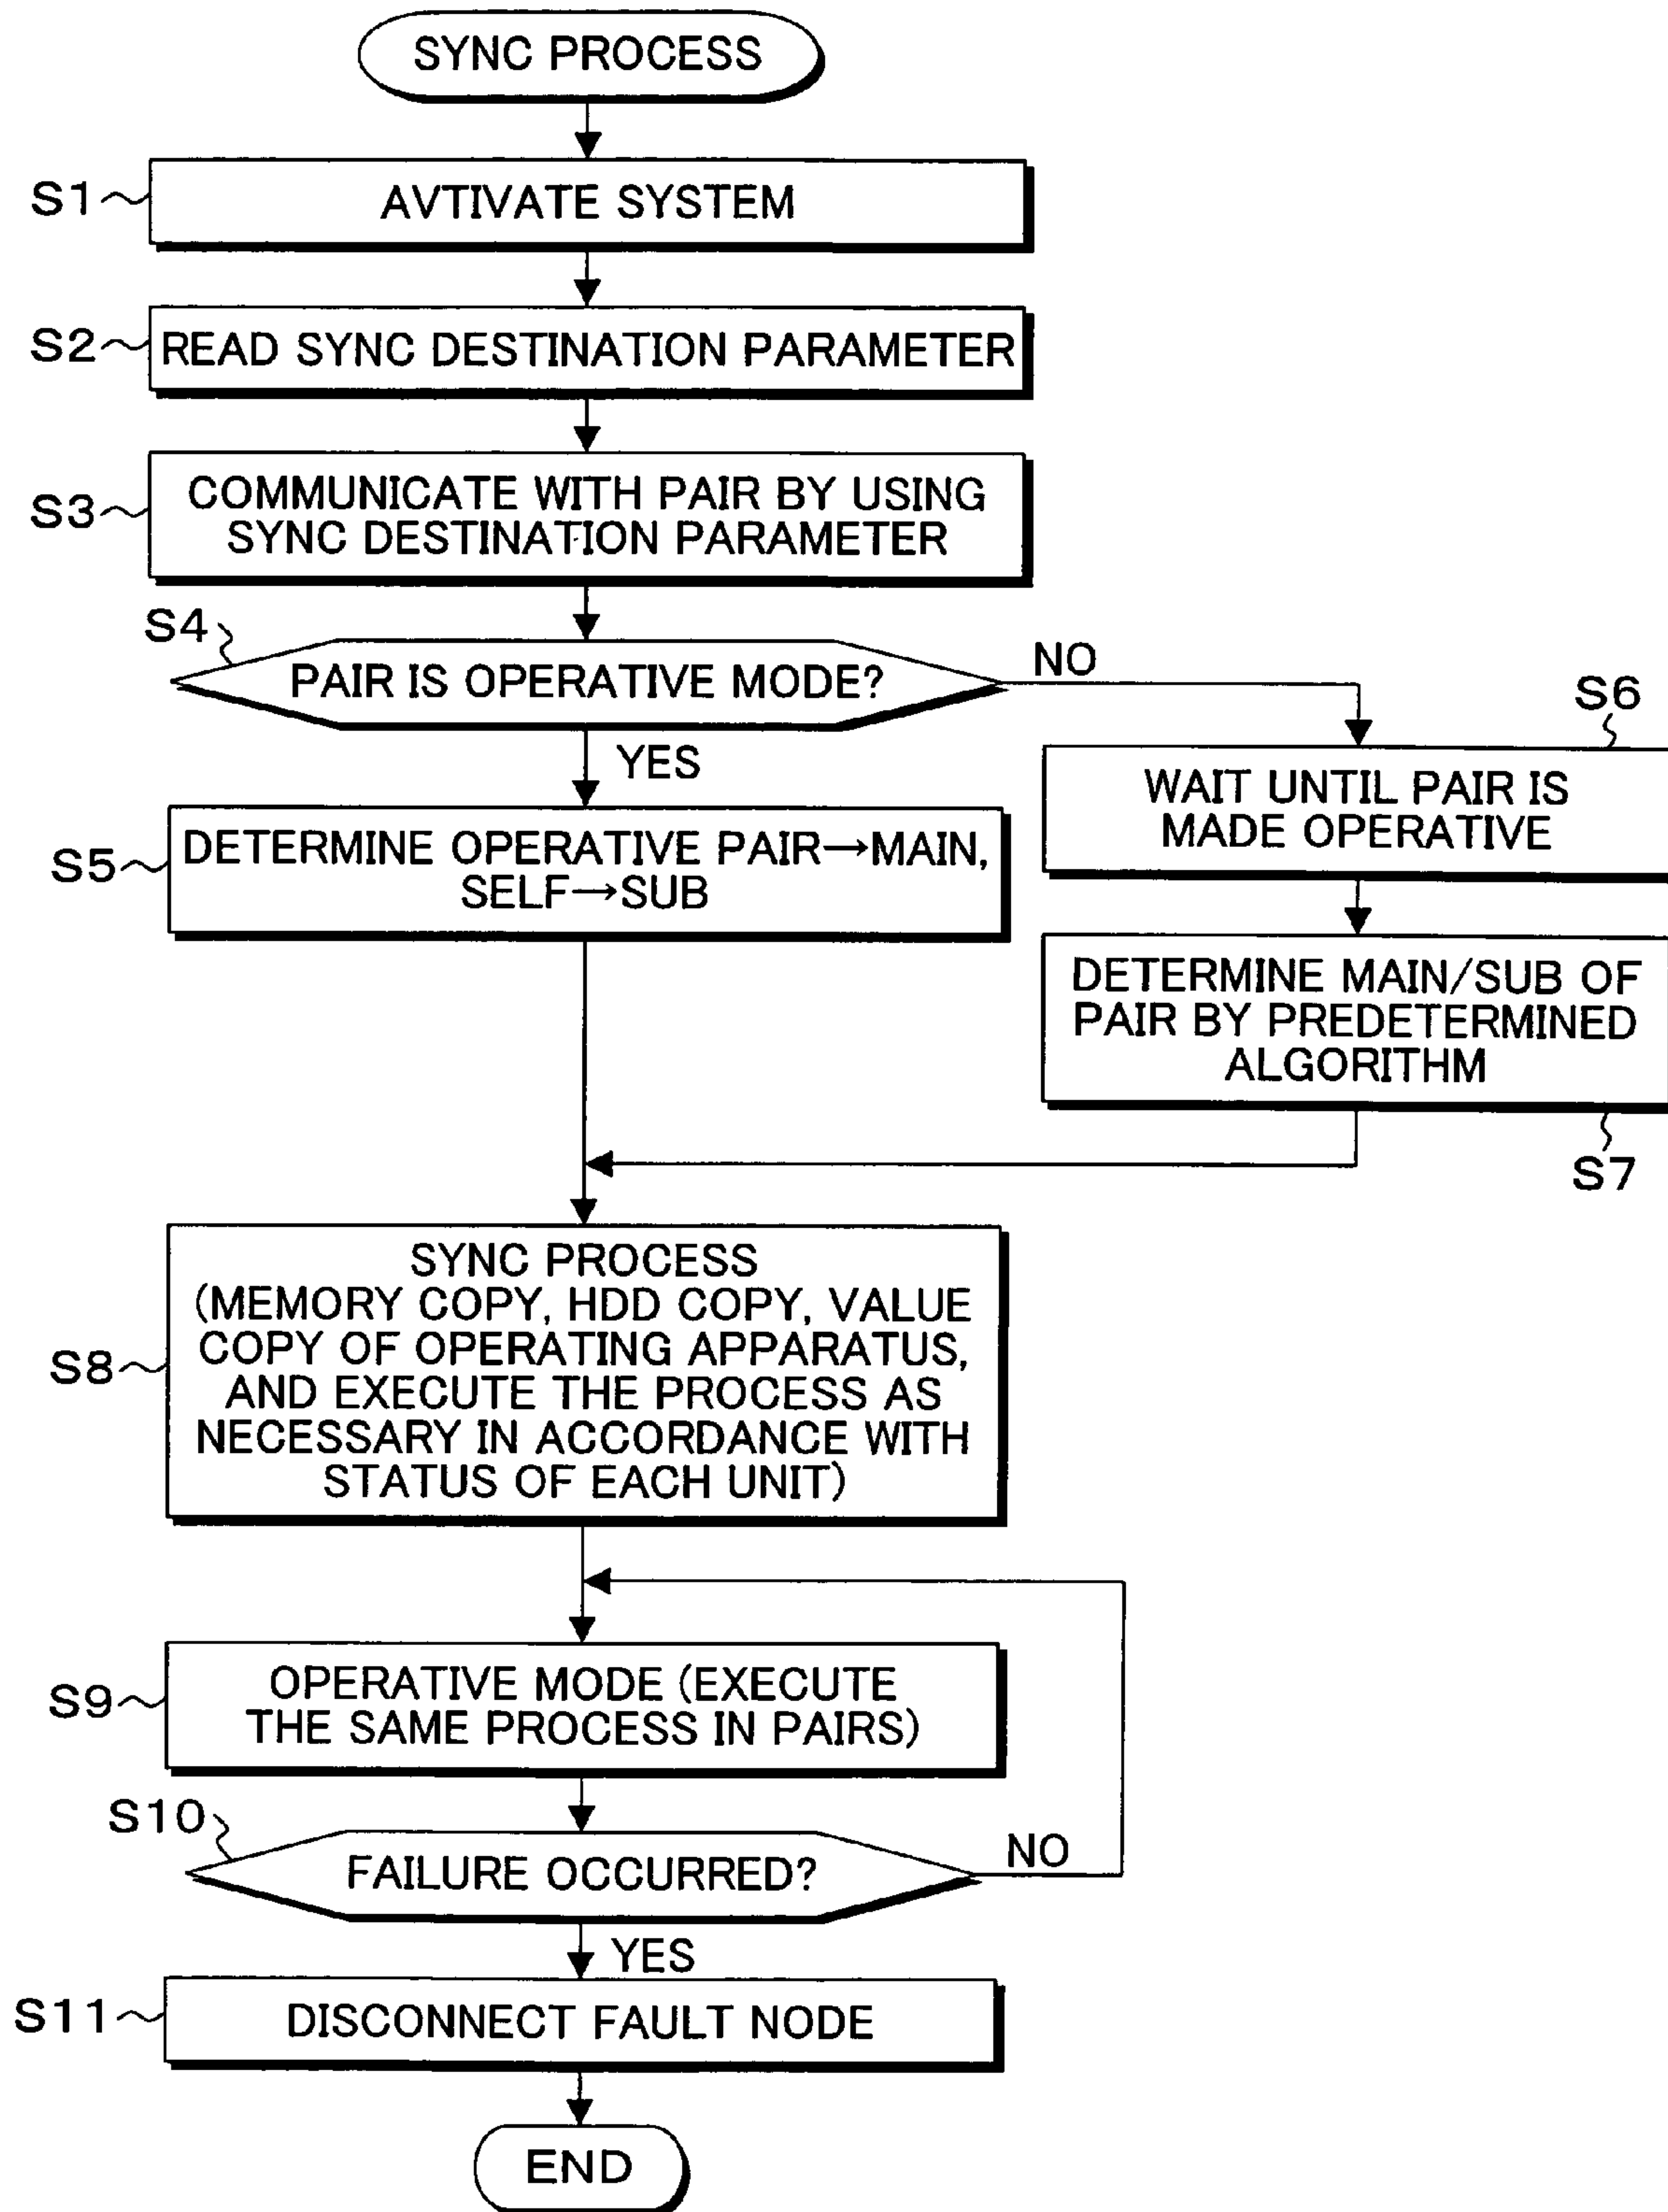 SYNC PROCESS
S1
AVTIVATE SYSTEM
S2
READ SYNC DESTINATION PARAMETER
S3
COMMUNICATE WITH PAIR BY USING
SYNC DESTINATION PARAMETER
S4
PAIR IS OPERATIVE MODE?
NO
YES
S5
DETERMINE OPERATIVE PAIR→MAIN,
SELF→SUB
S6
WAIT UNTIL PAIR IS
MADE OPERATIVE
DETERMINE MAIN/SUB OF
PAIR BY PREDETERMINED
ALGORITHM
S7
S8
SYNC PROCESS
(MEMORY COPY, HDD COPY, VALUE
COPY OF OPERATING APPARATUS,
AND EXECUTE THE PROCESS AS
NECESSARY IN ACCORDANCE WITH
STATUS OF EACH UNIT)
S9
OPERATIVE MODE (EXECUTE
THE SAME PROCESS IN PAIRS)
S10
FAILURE OCCURRED?
NO
YES
S11
DISCONNECT FAULT NODE
END